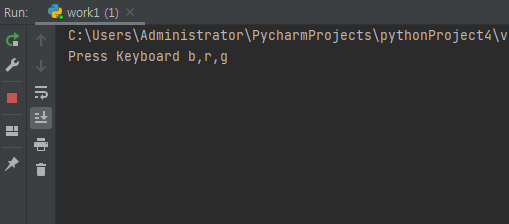 Run: work1 (1)
C:\Users\Administrator\PycharmProjects\pythonProject4\v
Press Keyboard b,r,g